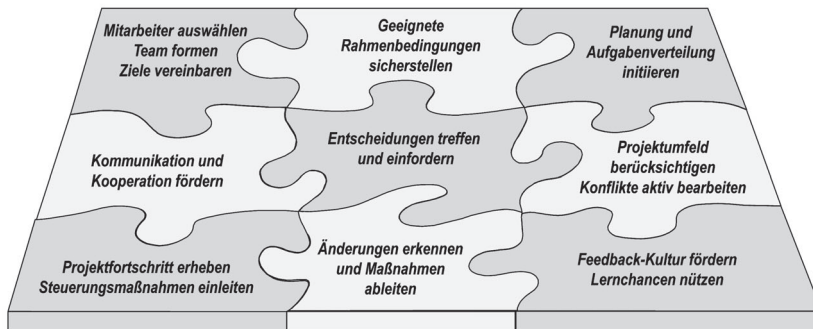 Mitarbeiter auswählen
Team formen
Ziele vereinbaren
Geeignete
Rahmenbedingungen
sicherstellen
Planung und
Aufgabenverteilung
initiieren
Kommunikation und
Kooperation fördern
Entscheidungen treffen
und einfordern
Projektumfeld
berücksichtigen
Konflikte aktiv bearbeiten
Projektfortschritt erheben
Steuerungsmaßnahmen einleiten
Änderungen erkennen
und Maßnahmen
ableiten
Feedback-Kultur fördern
Lernchancen nützen